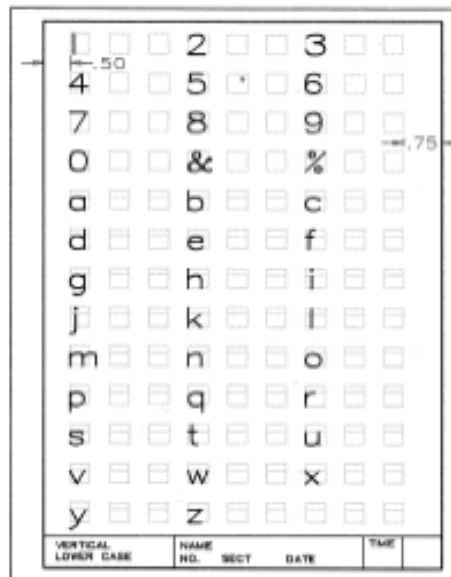 1 2 3
.50
4 5 6
7 8 9
.75
0 & %
a b c
d e f
g h i
j k l
m n o
p q r
s t u
v w x
y z
VERTICAL LOWER CASE NAME TIME
NO. SECT DATE